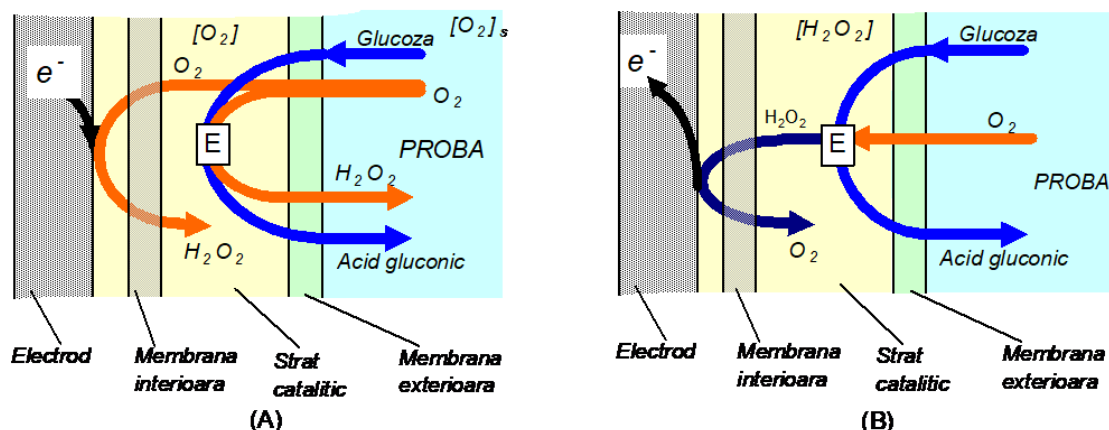 [O2]
[O2]s
Glucoza
e-
O2
O2
E
PROBA
H2O2
H2O2
Acid gluconic
Electrod
Membrana
interioara
Strat
catalitic
Membrana
exterioara
(A)
[H2O2]
Glucoza
e-
H2O2
O2
E
PROBA
O2
Acid gluconic
Electrod
Membrana
interioara
Strat
catalitic
Membrana
exterioara
(B)